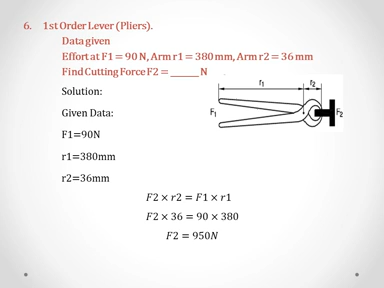 6. 1st Order Lever (Pliers).
Data given
Effort at F1 = 90 N, Arm r1 = 380 mm, Arm r2 = 36 mm
Find Cutting Force F2 = ______ N
Solution:
r1 r2
Given Data:
F1 F2
F1=90N
r1=380mm
r2=36mm
F2 × r2 = F1 × r1
F2 × 36 = 90 × 380
F2 = 950N